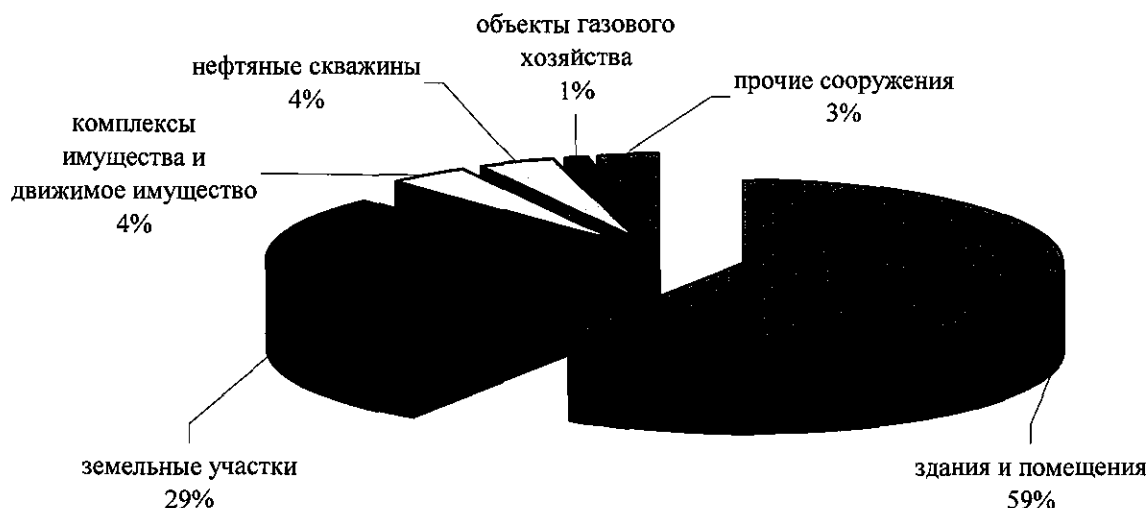 объекты газового
хозяйства
1%
нефтяные скважины
4%
прочие сооружения
3%
комплексы
имущества и
движимое имущество
4%
земельные участки
29%
здания и помещения
59%